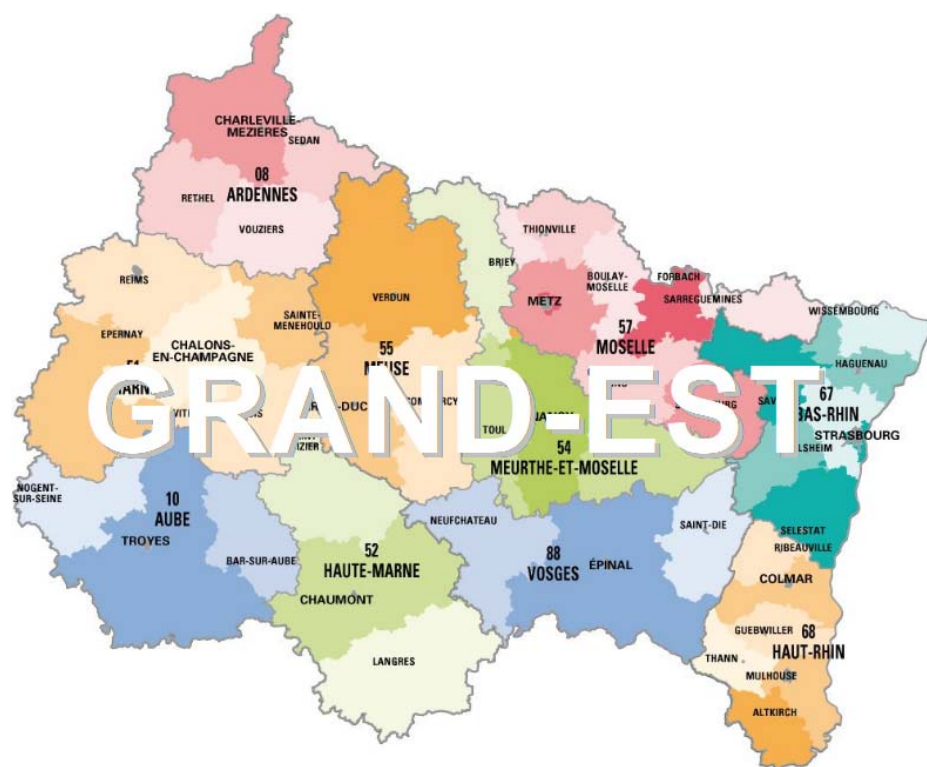 CHARLEVILLE-
MEZIÈRES
SEDAN
08
ARDENNES
RETHEL
VOUZIERS
THIONVILLE
BRIEY
REIMS
BOULAY-
MOSELLE
FORBACH
METZ
SARREGUEMINES
VERDUN
WISSEMBOURG
SAINTE-
MENEHOULD
EPERNAY
CHALONS-
EN-CHAMPAGNE
55
MEUSE
57
MOSELLE
HAGUENAU
67
BAS-RHIN
GRAND-EST
TOUL
STRASBOURG
54
MEURTHE-ET-MOSELLE
NOGENT-
SUR-SEINE
10
AUBE
TROYES
BAR-SUR-AUBE
NEUFCHATEAU
SAINT-DIE
SELESTAT
RIBEAUVILLE
52
HAUTE-MARNE
88
VOSGES
ÉPINAL
COLMAR
CHAUMONT
GUEBWILLER
68
HAUT-RHIN
LANGRES
THANN
MULHOUSE
ALTKIRCH